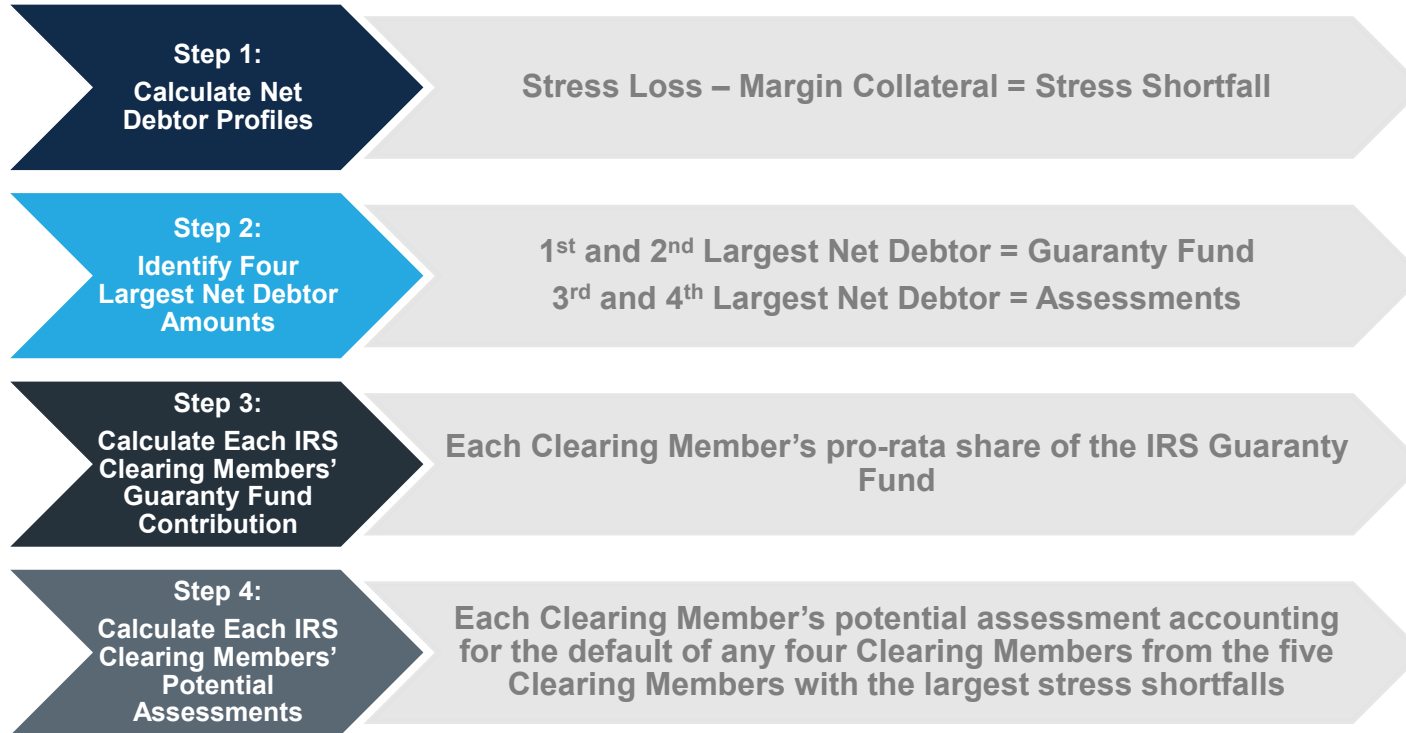 Step 1:
Calculate Net
Debtor Profiles
Stress Loss – Margin Collateral = Stress Shortfall
Step 2:
Identify Four
Largest Net Debtor
Amounts
1st and 2nd Largest Net Debtor = Guaranty Fund
3rd and 4th Largest Net Debtor = Assessments
Step 3:
Calculate Each IRS
Clearing Members’
Guaranty Fund
Contribution
Each Clearing Member’s pro-rata share of the IRS Guaranty
Fund
Step 4:
Calculate Each IRS
Clearing Members’
Potential
Assessments
Each Clearing Member’s potential assessment accounting
for the default of any four Clearing Members from the five
Clearing Members with the largest stress shortfalls